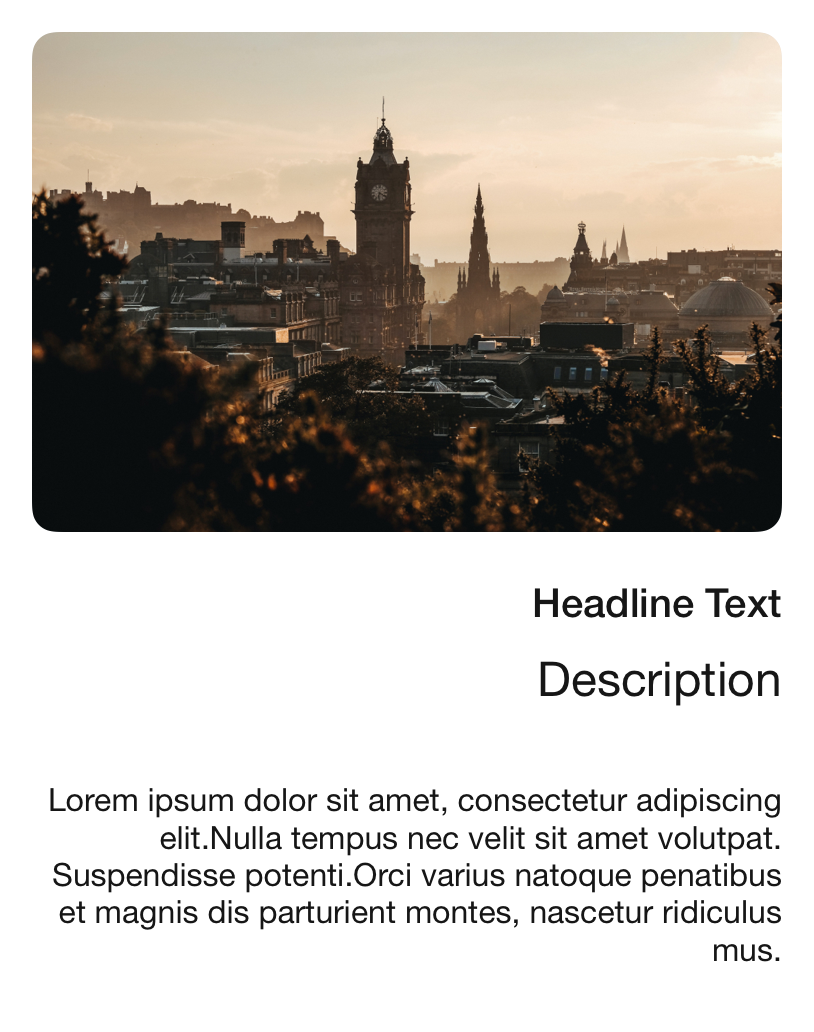 Headline Text
Description
Lorem ipsum dolor sit amet, consectetur adipiscing
elit.Nulla tempus nec velit sit amet volutpat.
Suspendisse potenti.Orci varius natoque penatibus
et magnis dis parturient montes, nascetur ridiculus
mus.